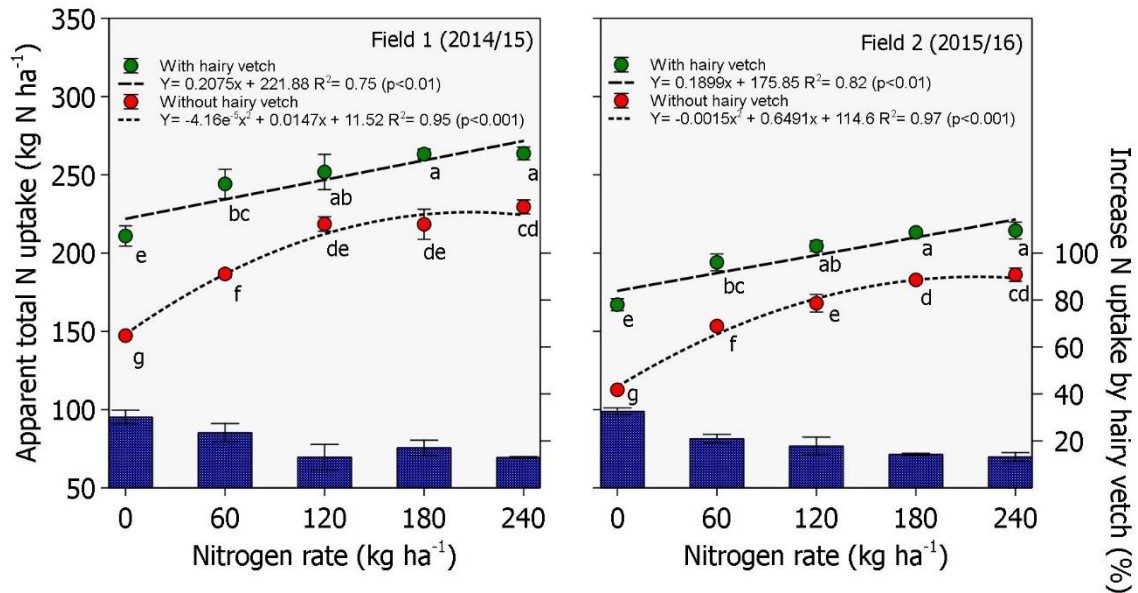 Apparent total N uptake (kg N ha-1)
350
300
250
200
150
100
50
Field 1 (2014/15)
With hairy vetch
Y= 0.2075x + 221.88 R2= 0.75 (p<0.01)
Without hairy vetch
Y= -4.16e-5x2 + 0.0147x + 11.52 R2= 0.95 (p<0.001)
e
bc
ab
a
a
g
f
de
de
cd
0
60
120
180
240
Nitrogen rate (kg ha-1)
Field 2 (2015/16)
With hairy vetch
Y= 0.1899x + 175.85 R2= 0.82 (p<0.01)
Without hairy vetch
Y= -0.0015x2 + 0.6491x + 114.6 R2= 0.97 (p<0.001)
e
bc
ab
a
a
g
f
e
d
cd
0
60
120
180
240
Nitrogen rate (kg ha-1)
100
80
60
40
20
Increase N uptake by hairy vetch (%)